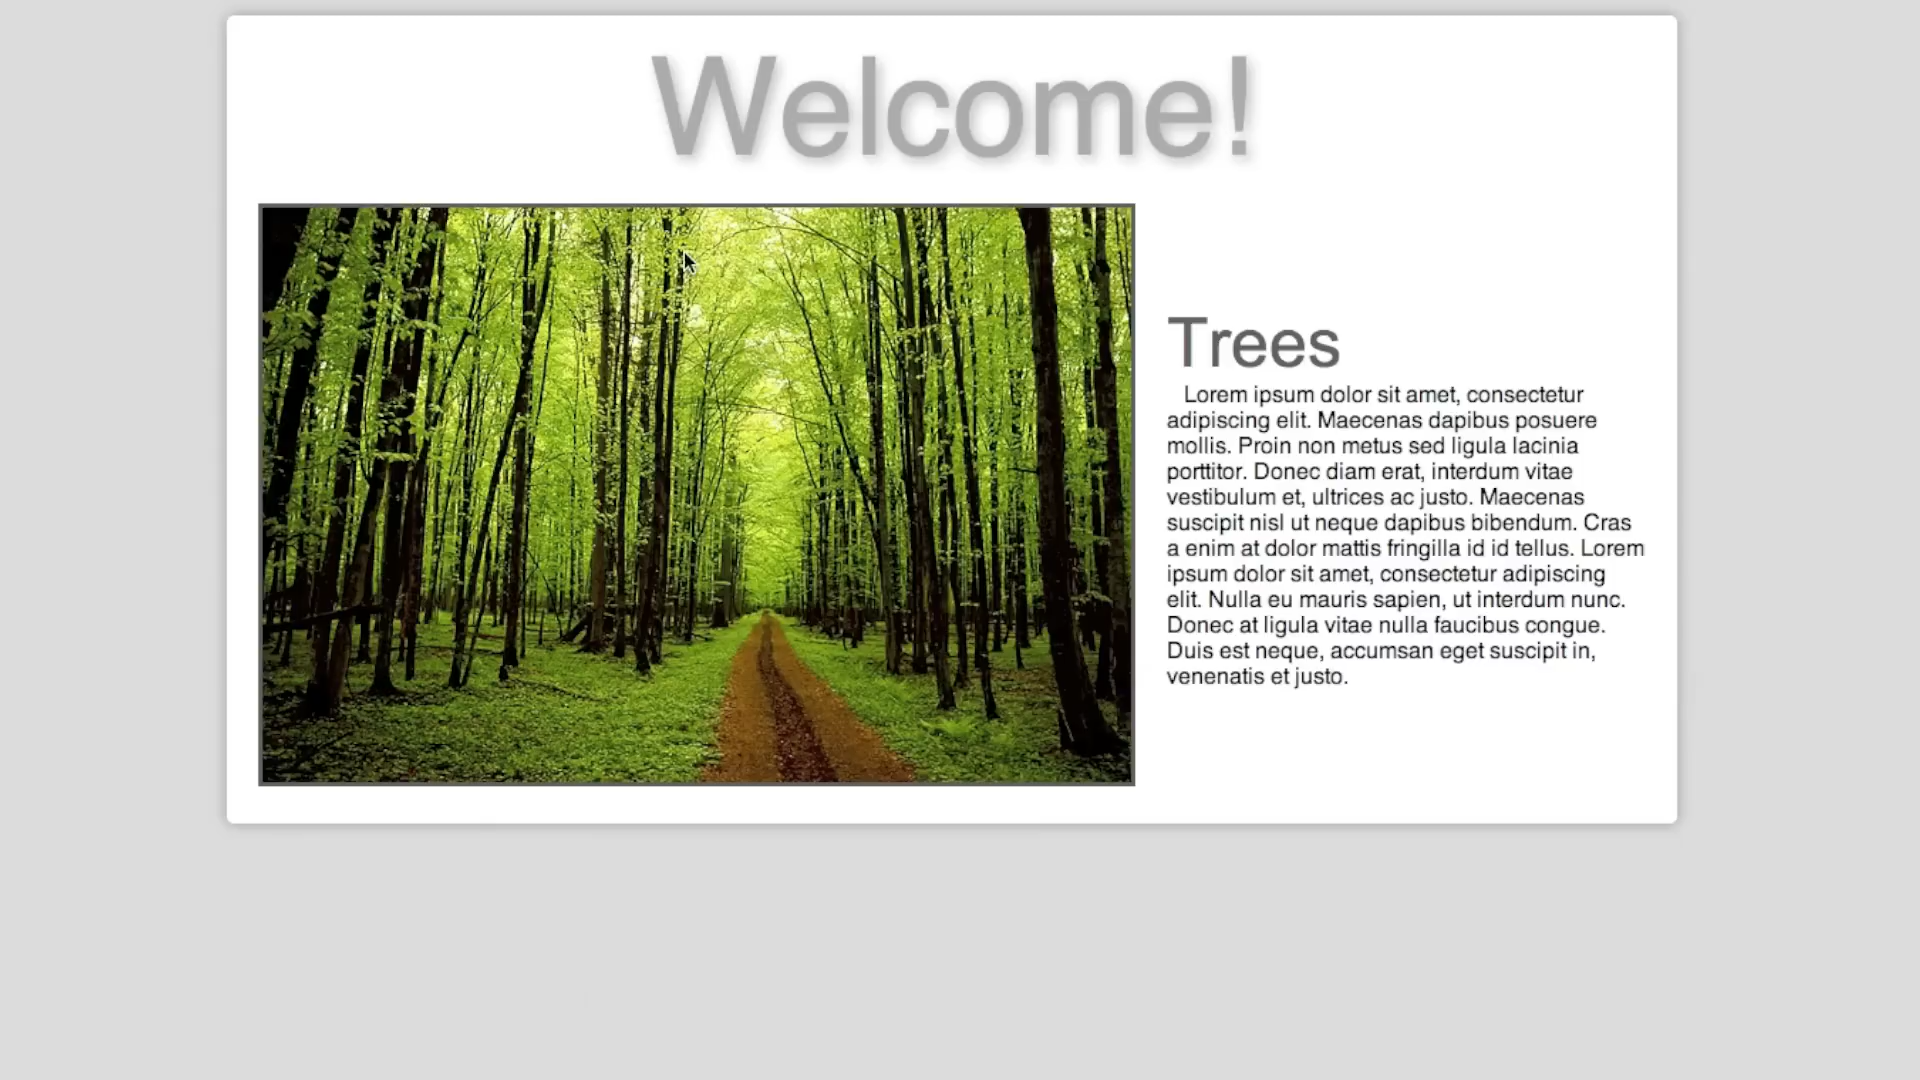 Welcome!
Trees
Lorem ipsum dolor sit amet, consectetur
adipiscing elit. Maecenas dapibus posuere
mollis. Proin non metus sed ligula lacinia
porttitor. Donec diam erat, interdum vitae
vestibulum et, ultrices ac justo. Maecenas
suscipit nisl ut neque dapibus bibendum. Cras
a enim at dolor mattis fringilla id id tellus. Lorem
ipsum dolor sit amet, consectetur adipiscing
elit. Nulla eu mauris sapien, ut interdum nunc.
Donec at ligula vitae nulla faucibus congue.
Duis est neque, accumsan eget suscipit in,
venenatis et justo.